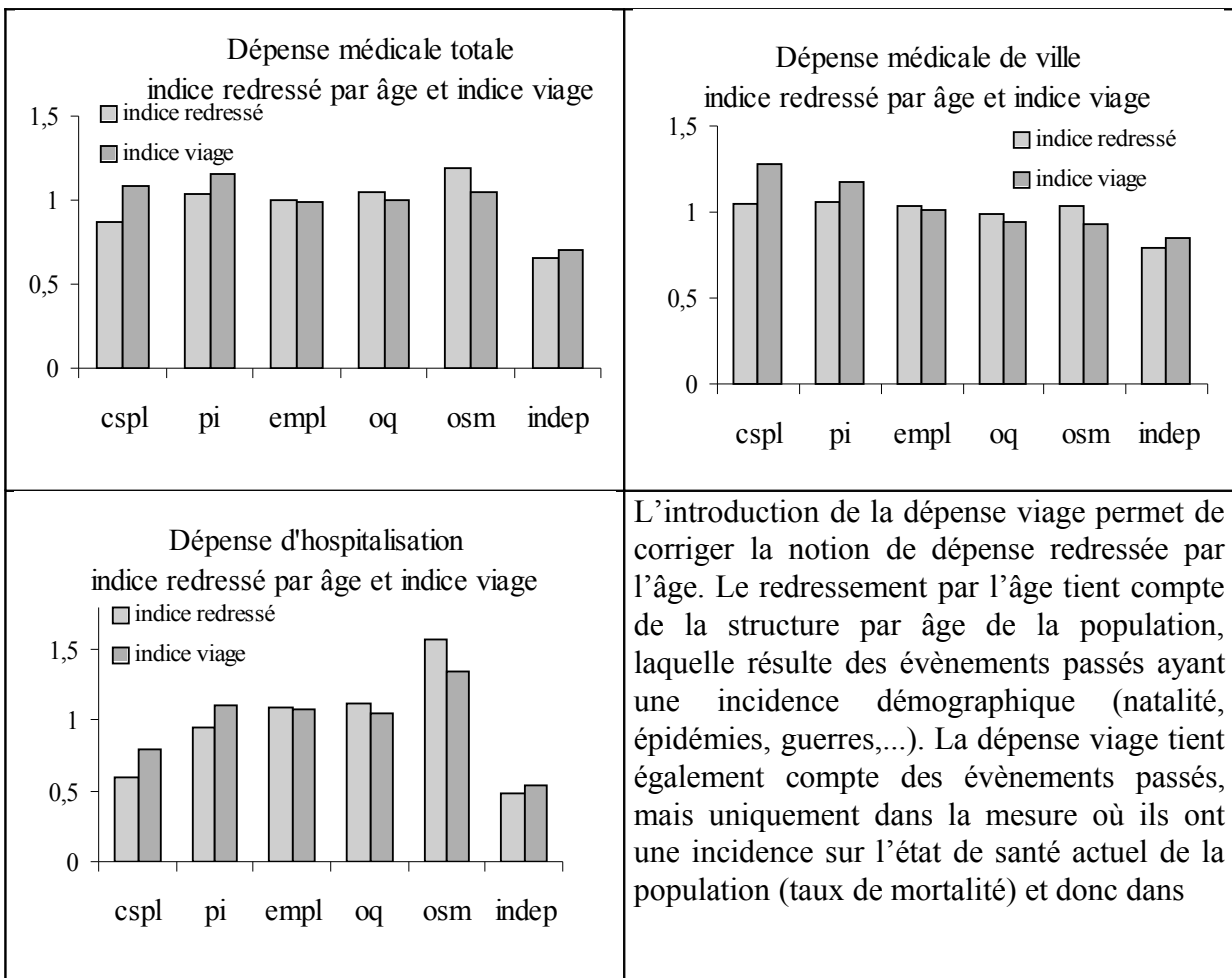 Dépense médicale totale
indice redressé par âge et indice viage
indice redressé
indice viage
1,5
1
0,5
0
cspl pi empl oq osm indep
Dépense médicale de ville
indice redressé par âge et indice viage
indice redressé
indice viage
1,5
1
0,5
0
cspl pi empl oq osm indep
Dépense d'hospitalisation
indice redressé par âge et indice viage
indice redressé
indice viage
1,5
1
0,5
0
cspl pi empl oq osm indep
L’introduction de la dépense viage permet de
corriger la notion de dépense redressée par
l’âge. Le redressement par l’âge tient compte
de la structure par âge de la population,
laquelle résulte des évènements passés ayant
une incidence démographique (natalité,
épidémies, guerres,...). La dépense viage tient
également compte des évènements passés,
mais uniquement dans la mesure où ils ont
une incidence sur l’état de santé actuel de la
population (taux de mortalité) et donc dans